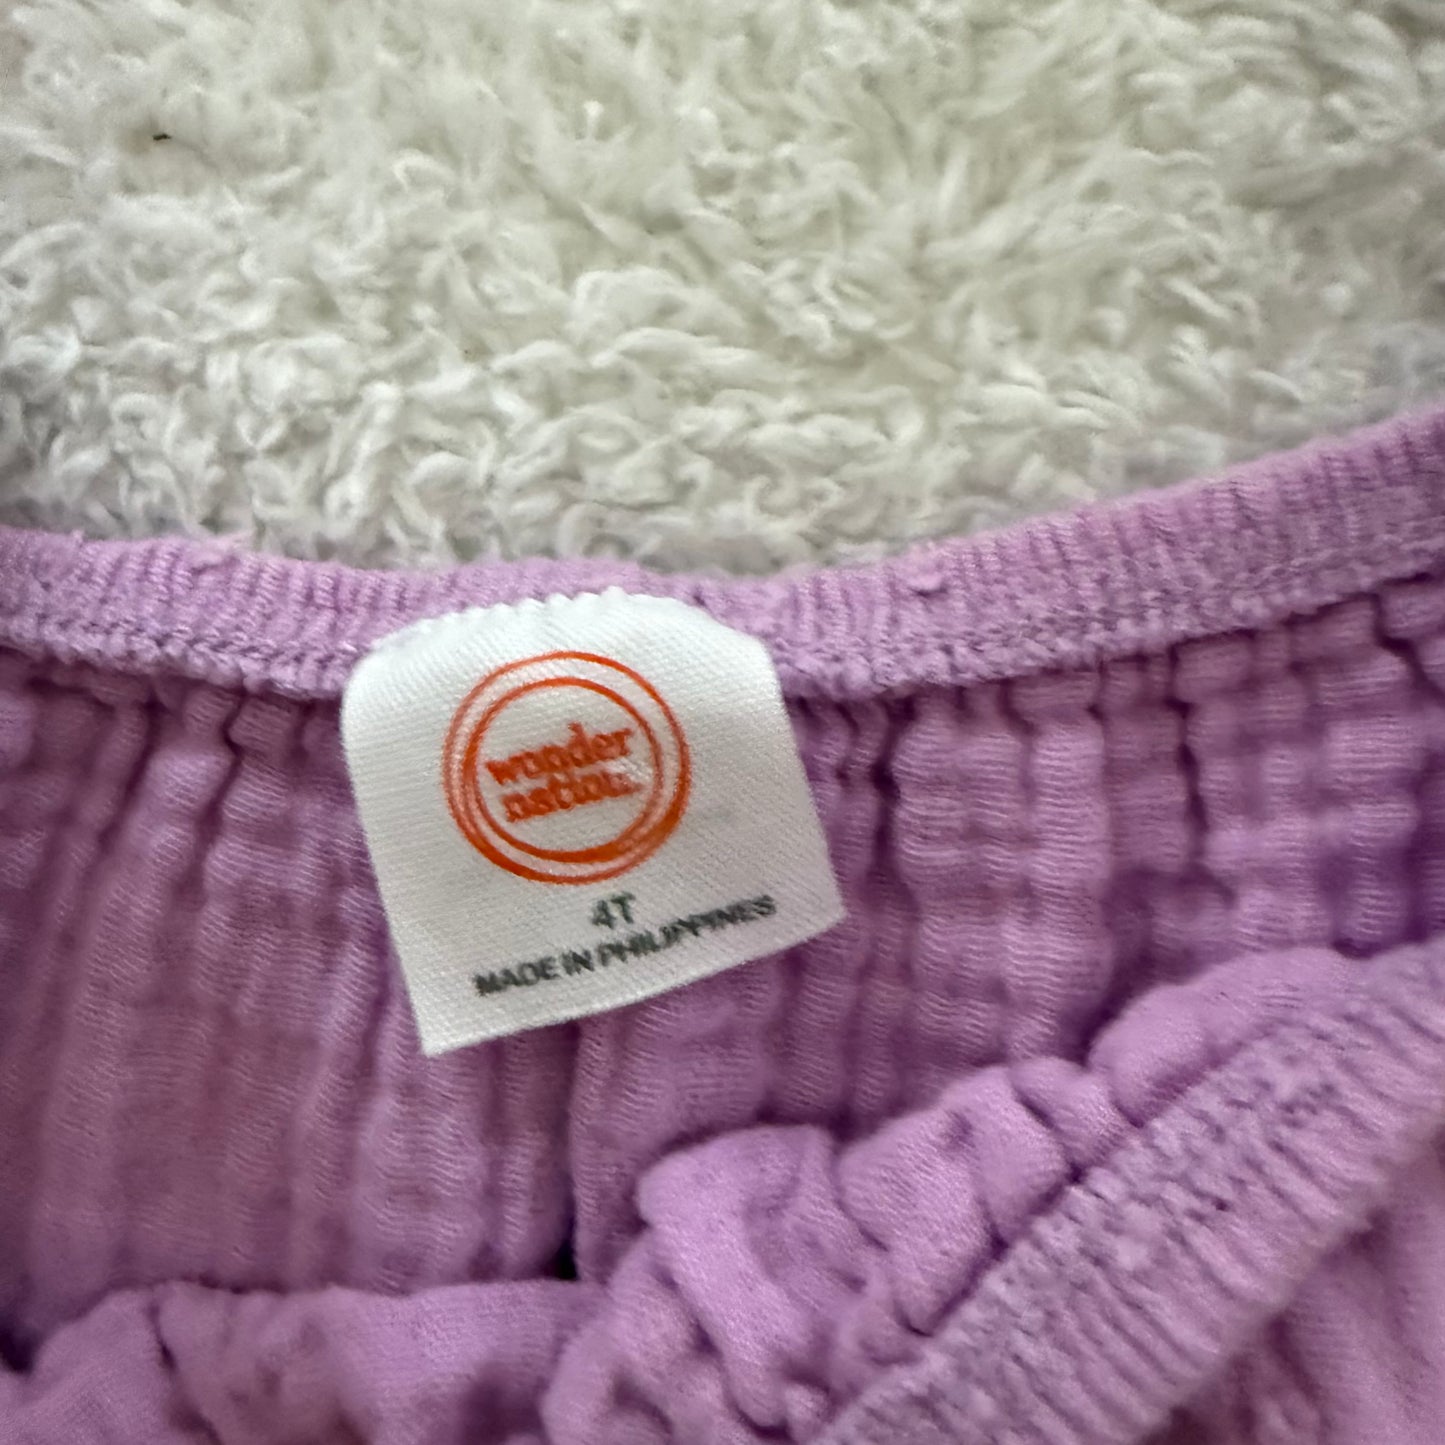 wonder
nation.
4T
MADE IN PHILIPPINES